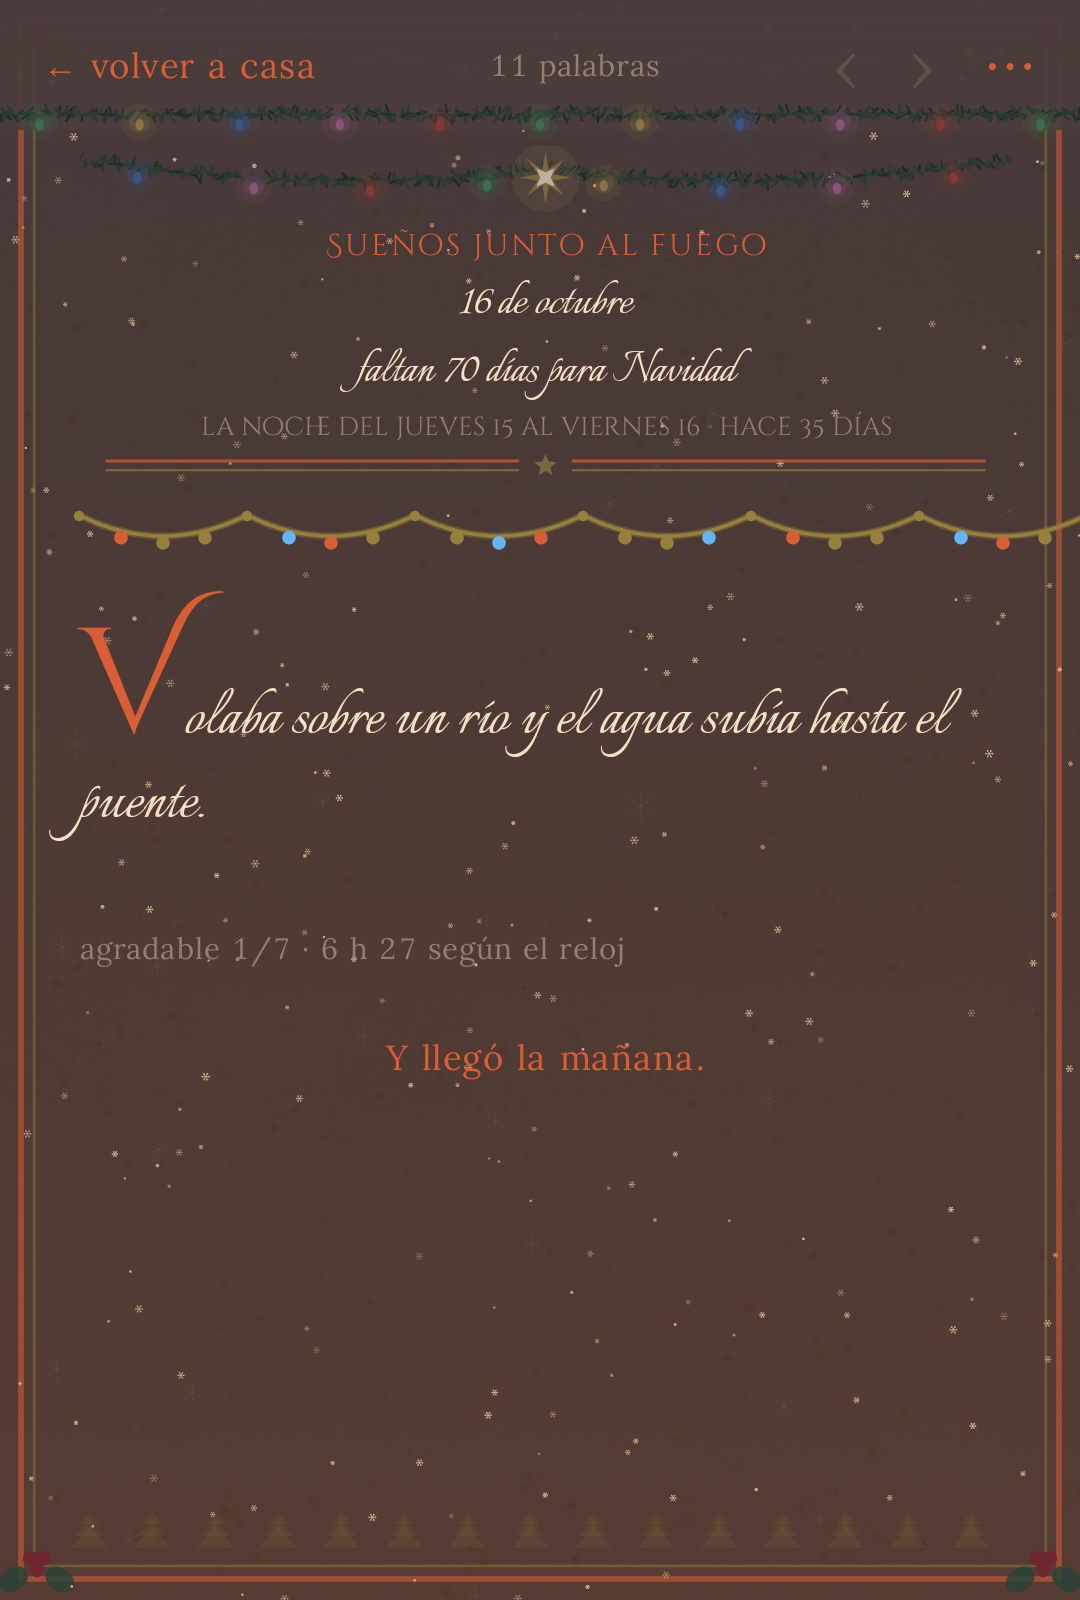 ← volver a casa
11 palabras
...
Sueños junto al fuego
16 de octubre
faltan 70 días para Navidad
LA NOCHE DEL JUEVES 15 AL VIERNES 16 · HACE 35 DÍAS
Volaba sobre un río y el agua subía hasta el
puente.
agradable 1/7 · 6 h 27 según el reloj
Y llegó la mañana.